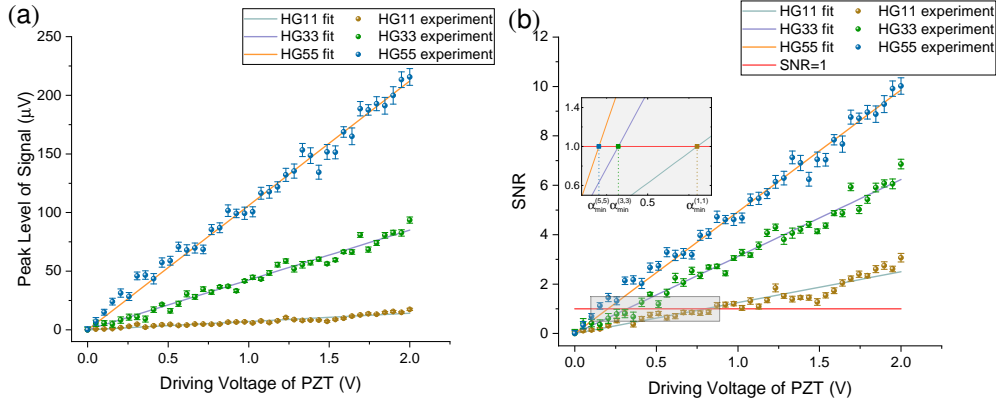 (a)
HG11 fit HG11 experiment
HG33 fit HG33 experiment
HG55 fit HG55 experiment
Peak Level of Signal (μV)
250
200
150
100
50
0
0.0 0.5 1.0 1.5 2.0
Driving Voltage of PZT (V)
(b)
HG11 fit HG11 experiment
HG33 fit HG33 experiment
HG55 fit HG55 experiment
SNR=1
SNR
12
10
8
6
4
2
0
1.4
1.0
0.6
α(5,5)min α(3,3)min 0.5 α(1,1)min
0.0 0.5 1.0 1.5 2.0
Driving Voltage of PZT (V)